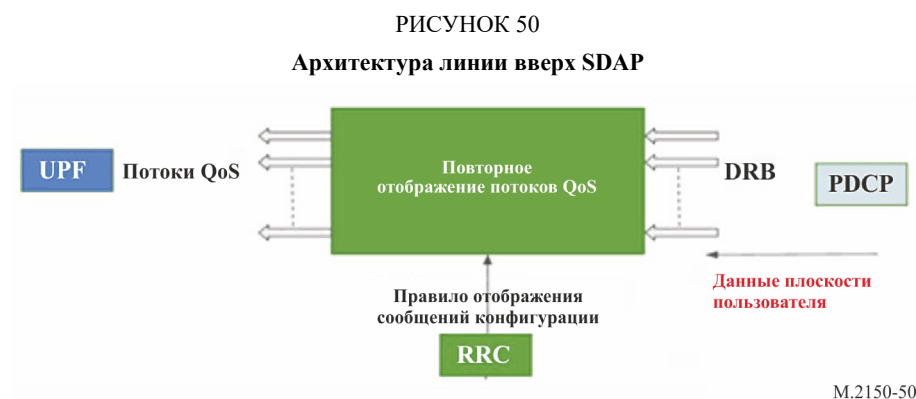 РИСУНОК 50
Архитектура линии вверх SDAP
UPF
Потоки QoS
Повторное
отображение потоков QoS
DRB
PDCP
Данные плоскости
пользователя
Правило отображения
сообщений конфигурации
RRC
M.2150-50